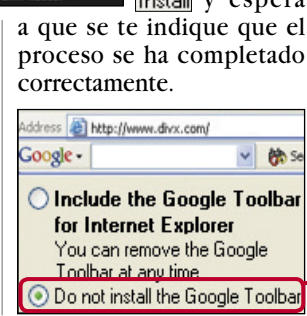 Install y espera
a que se te indique que el
proceso se ha completado
correctamente.
Address http://www.divx.com/
Google
Include the Google Toolbar
for Internet Explorer
You can remove the Google
Toolbar at any time
Do not install the Google Toolbar